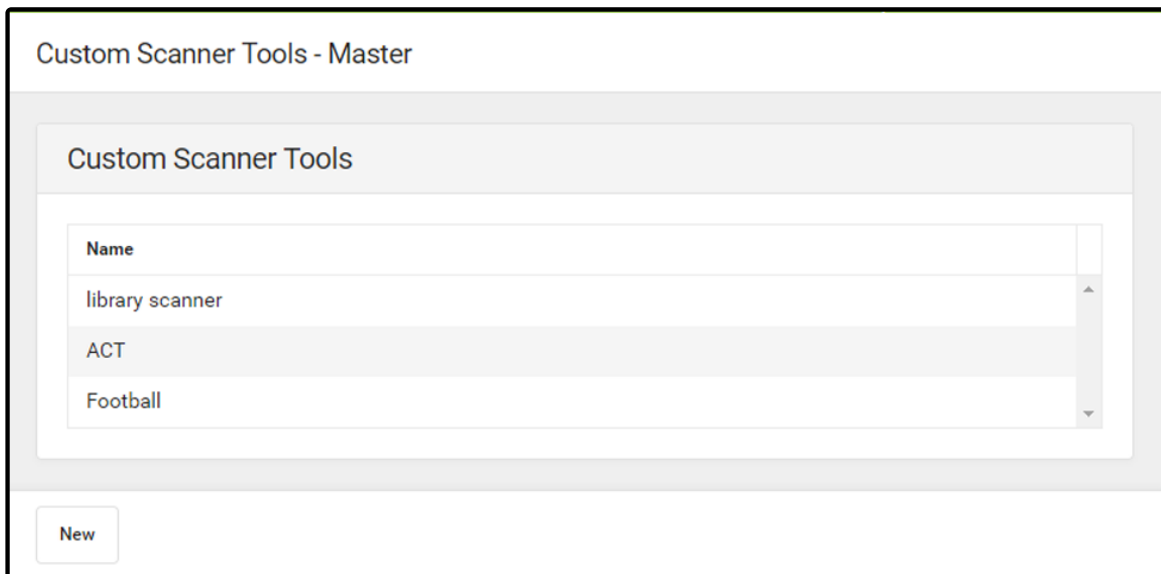 Custom Scanner Tools - Master
Custom Scanner Tools
Name
library scanner
ACT
Football
New